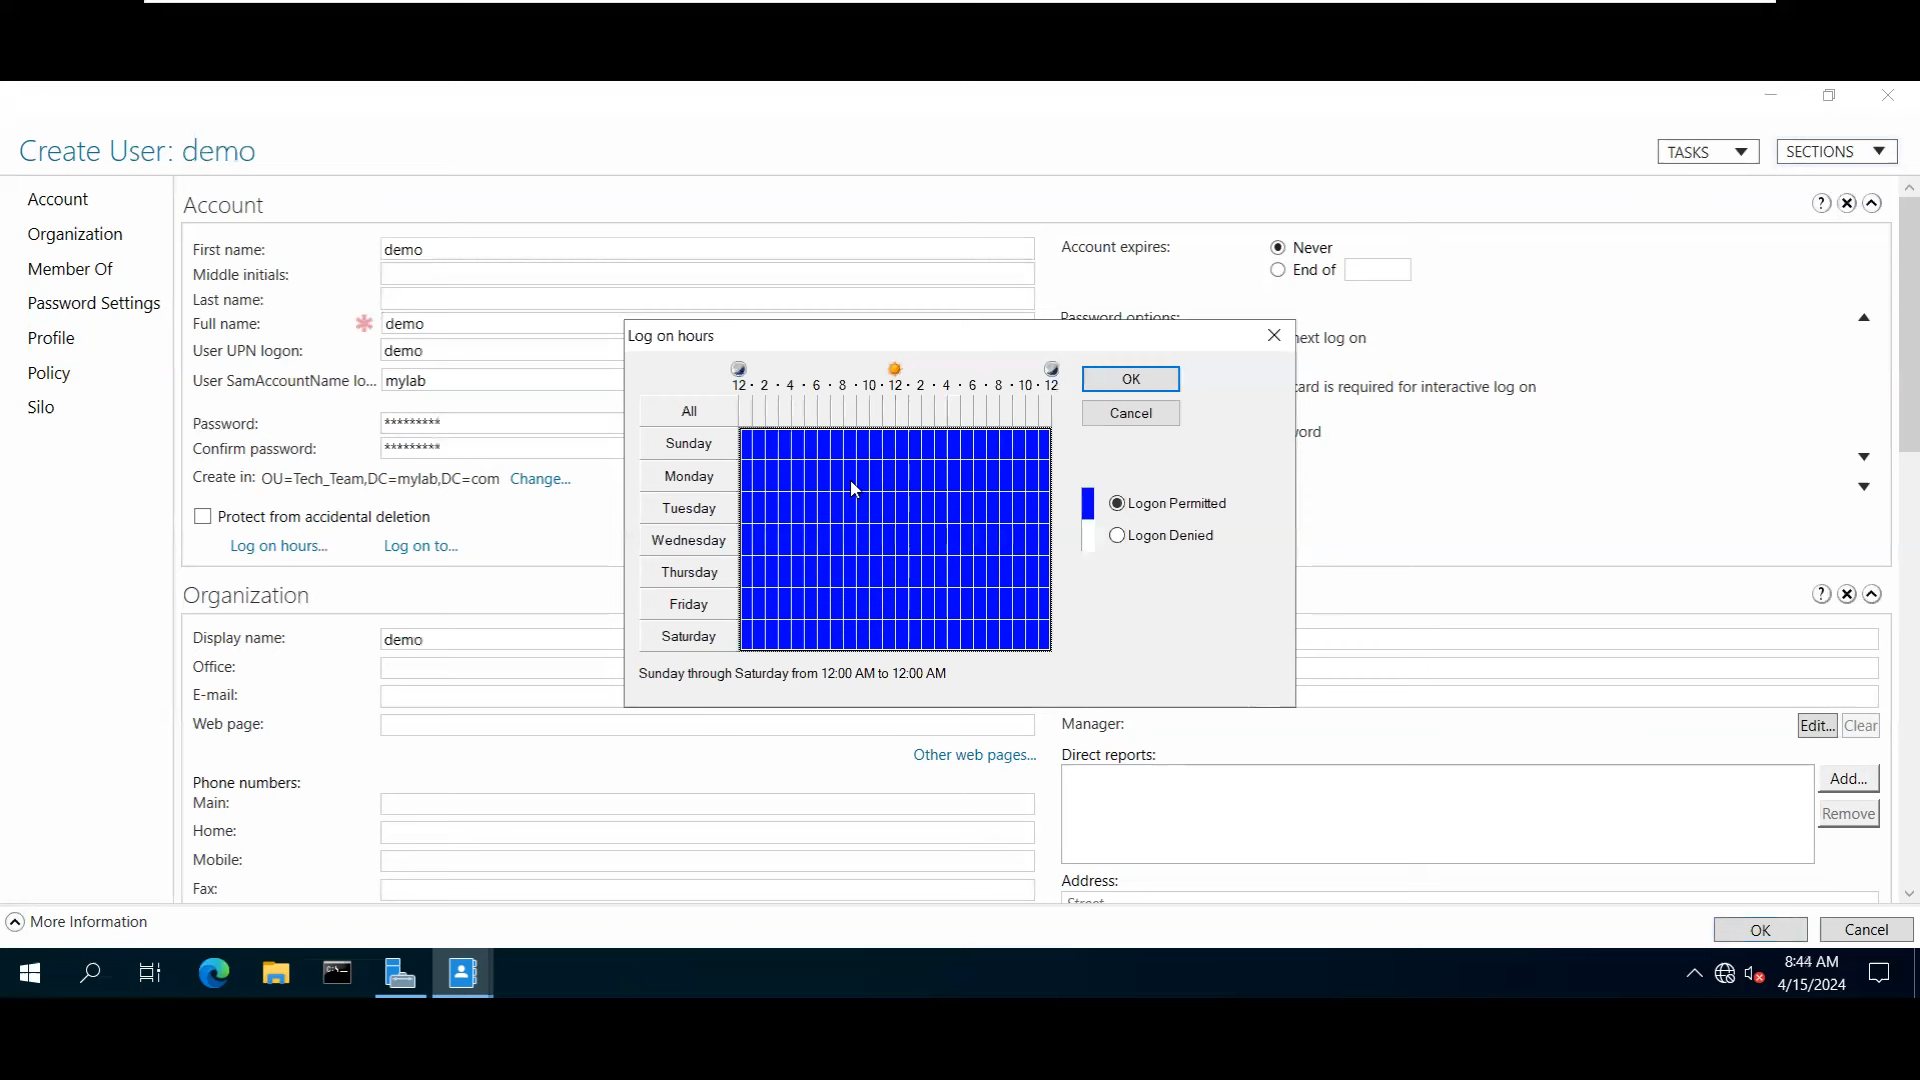 Create User: demo
TASKS
SECTIONS
Account
Organization
Member Of
Password Settings
Profile
Policy
Silo
Account
First name: demo
Middle initials:
Last name:
Full name: demo
User UPN logon: demo
User SamAccountName lo... mylab
Password: *********
Confirm password: *********
Create in: OU=Tech_Team,DC=mylab,DC=com Change...
Protect from accidental deletion
Log on hours... Log on to...
Account expires: Never
End of
Password options:
next log on
card is required for interactive log on
word
Log on hours
12 · 2 · 4 · 6 · 8 · 10 · 12 · 2 · 4 · 6 · 8 · 10 · 12
All
Sunday
Monday
Tuesday
Wednesday
Thursday
Friday
Saturday
Sunday through Saturday from 12:00 AM to 12:00 AM
OK
Cancel
Logon Permitted
Logon Denied
Organization
Display name: demo
Office:
E-mail:
Web page:
Other web pages...
Phone numbers:
Main:
Home:
Mobile:
Fax:
Manager: Edit... Clear
Direct reports:
Add...
Remove
Address:
Street
More Information
OK Cancel
8:44 AM
4/15/2024